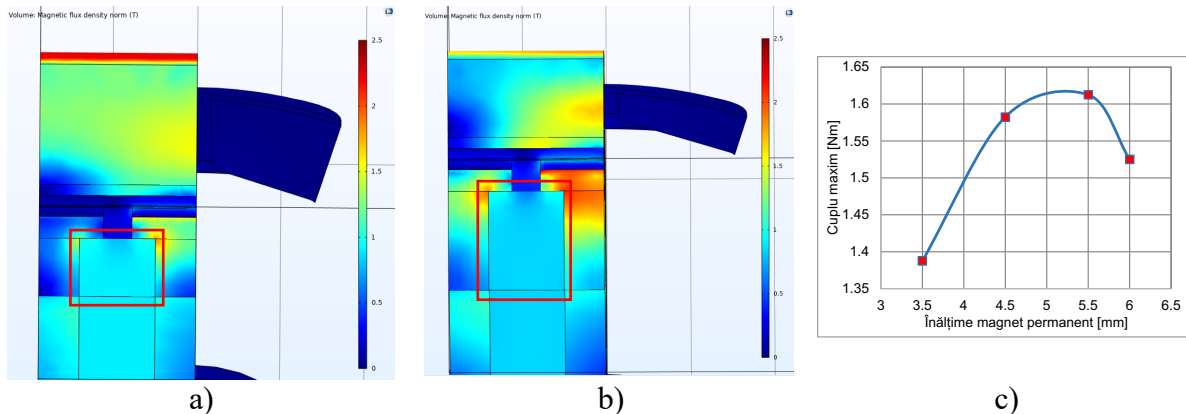 Volume: Magnetic flux density norm (T)
2.5
2
1.5
1
0.5
0
a)
Volume: Magnetic flux density norm (T)
2.5
2
1.5
1
0.5
0
b)
1.65
1.6
1.55
1.5
1.45
1.4
1.35
Cuplu maxim [Nm]
3 3.5 4 4.5 5 5.5 6 6.5
Înălțime magnet permanent [mm]
c)